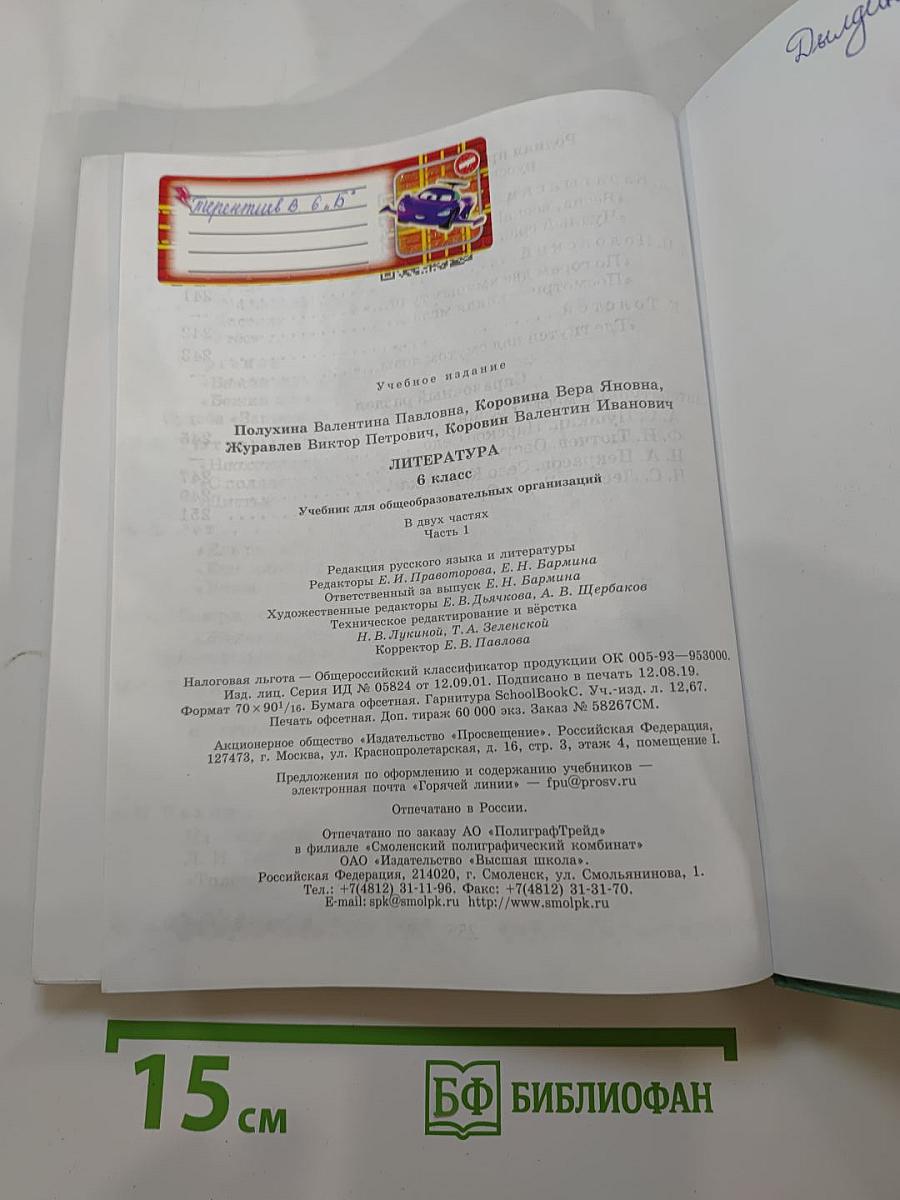 Терентиев В 6 „Б"
Учебное издание
Полухина Валентина Павловна, Коровина Вера Яновна,
Журавлев Виктор Петрович, Коровин Валентин Иванович
ЛИТЕРАТУРА
6 класс
Учебник для общеобразовательных организаций
В двух частях
Часть 1
Редакция русского языка и литературы
Редакторы Е. И. Правоторова, Е. Н. Бармина
Ответственный за выпуск Е. Н. Бармина
Художественные редакторы Е. В. Дьячкова, А. В. Щербаков
Техническое редактирование и вёрстка
Н. В. Лукиной, Т. А. Зеленской
Корректор Е. В. Павлова
Налоговая льгота — Общероссийский классификатор продукции ОК 005-93—953000.
Изд. лиц. Серия ИД № 05824 от 12.09.01. Подписано в печать 12.08.19.
Формат 70 × 90 1/16. Бумага офсетная. Гарнитура SchoolBookC. Уч.-изд. л. 12,67.
Печать офсетная. Доп. тираж 60 000 экз. Заказ № 58267СМ.
Акционерное общество «Издательство «Просвещение». Российская Федерация,
127473, г. Москва, ул. Краснопролетарская, д. 16, стр. 3, этаж 4, помещение I.
Предложения по оформлению и содержанию учебников —
электронная почта «Горячей линии» — fpu@prosv.ru
Отпечатано в России.
Отпечатано по заказу АО «ПолиграфТрейд»
в филиале «Смоленский полиграфический комбинат»
ОАО «Издательство «Высшая школа».
Российская Федерация, 214020, г. Смоленск, ул. Смольянинова, 1.
Тел.: +7(4812) 31-11-96. Факс: +7(4812) 31-31-70.
E-mail: spk@smolpk.ru http://www.smolpk.ru
15 см
БФ БИБЛИОФАН